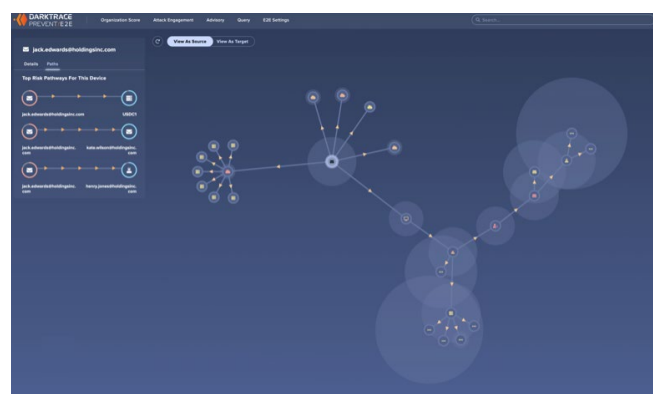 DARKTRACE
PREVENT/E2E
Organization Score
Attack Engagement
Advisory
Query
E2E Settings
Search...
jack.edwards@holdingsinc.com
Details
Paths
View As Source
View As Target
Top Risk Pathways For This Device
jack.edwards@holdingsinc.com
USDC1
jack.edwards@holdingsinc.
com
kate.wilson@holdingsinc.
com
jack.edwards@holdingsinc.
com
henry.jones@holdingsinc.
com